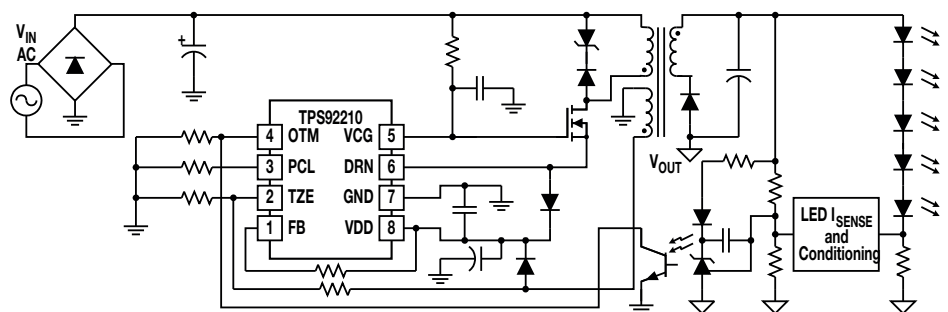 V_IN
AC
+
TPS92210
4 OTM VCG 5
3 PCL DRN 6
2 TZE GND 7
1 FB VDD 8
V_OUT
LED I_SENSE
and
Conditioning